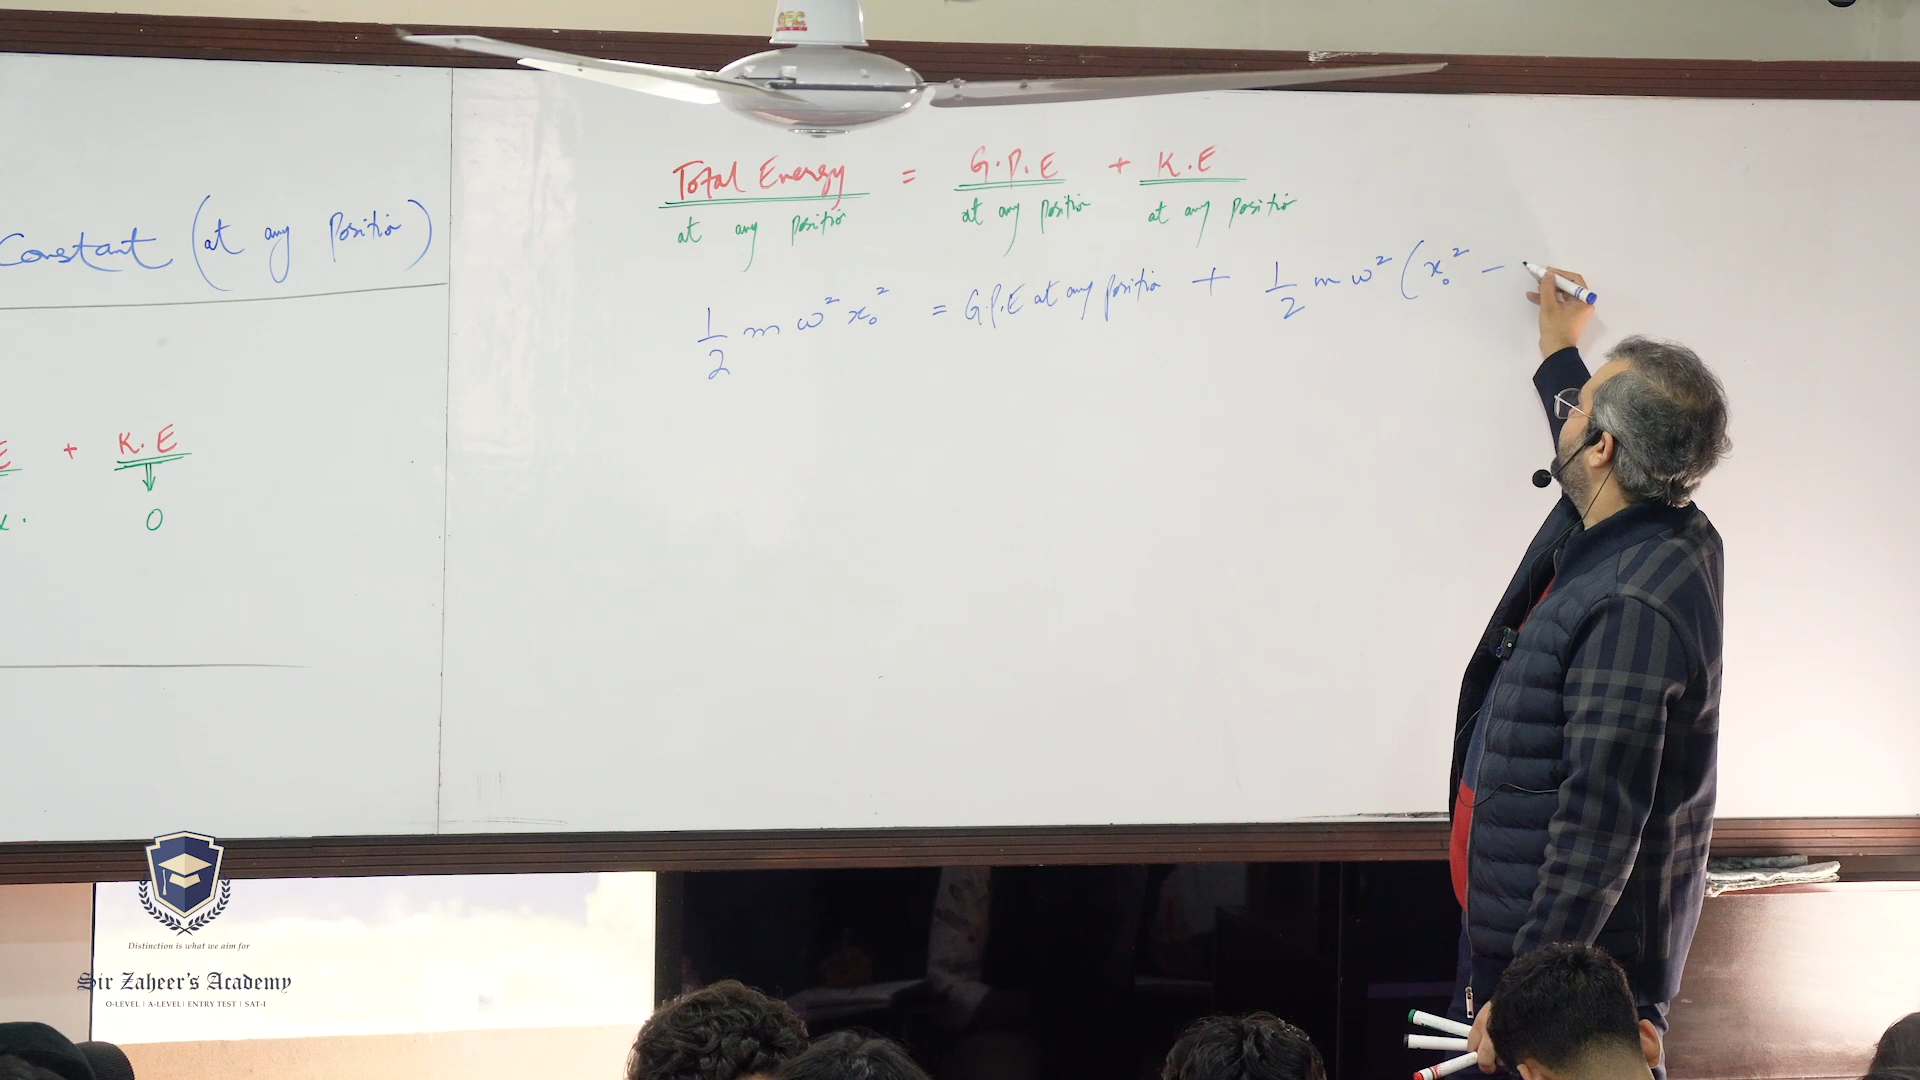 GFC
Constant (at any Position)
E + K.E
x. 0
Total Energy = G.P.E + K.E
at any position at any position at any position
1/2 m ω² x₀² = G.P.E at any position + 1/2 m ω² (x₀² −
Distinction is what we aim for
Sir Zaheer's Academy
O-LEVEL | A-LEVEL | ENTRY TEST | SAT-I